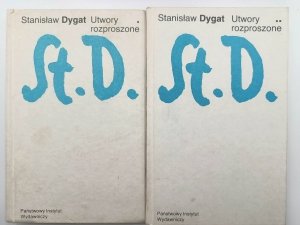 Stanisław Dygat Utwory .
rozproszone
St. D.
Państwowy Instytut
Wydawniczy
Stanisław Dygat Utwory ..
rozproszone
St. D.
Państwowy Instytut
Wydawniczy